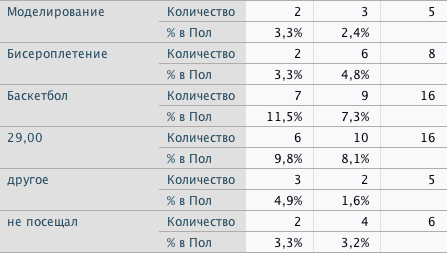 Моделирование Количество 2 3 5
% в Пол 3,3% 2,4%
Бисероплетение Количество 2 6 8
% в Пол 3,3% 4,8%
Баскетбол Количество 7 9 16
% в Пол 11,5% 7,3%
29,00 Количество 6 10 16
% в Пол 9,8% 8,1%
другое Количество 3 2 5
% в Пол 4,9% 1,6%
не посещал Количество 2 4 6
% в Пол 3,3% 3,2%